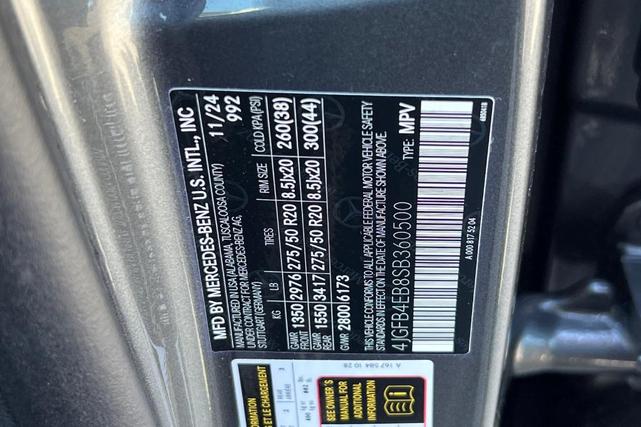 MFD BY MERCEDES-BENZ U.S. INT'L., INC
MANUFACTURED IN USA (ALABAMA, TUSCALOOSA COUNTY) 11/24
UNDER CONTRACT FOR MERCEDES-BENZ AG, 992
STUTTGART (GERMANY)
KG LB TIRES RIM SIZE COLD KPA (PSI)
GAWR FRONT 1350 2976 275/50 R20 8.5Jx20 260(38)
GAWR REAR 1550 3417 275/50 R20 8.5Jx20 300(44)
GVWR 2800 6173
THIS VEHICLE CONFORMS TO ALL APPLICABLE FEDERAL MOTOR VEHICLE SAFETY
STANDARDS IN EFFECT ON THE DATE OF MANUFACTURE SHOWN ABOVE.
4JGFB4EB8SB360500 TYPE: MPV
A 000 817 52 04
A 167 584 10 28
SEE OWNER'S
MANUAL FOR
ADDITIONAL
INFORMATION
ET LE CHARGEMENT